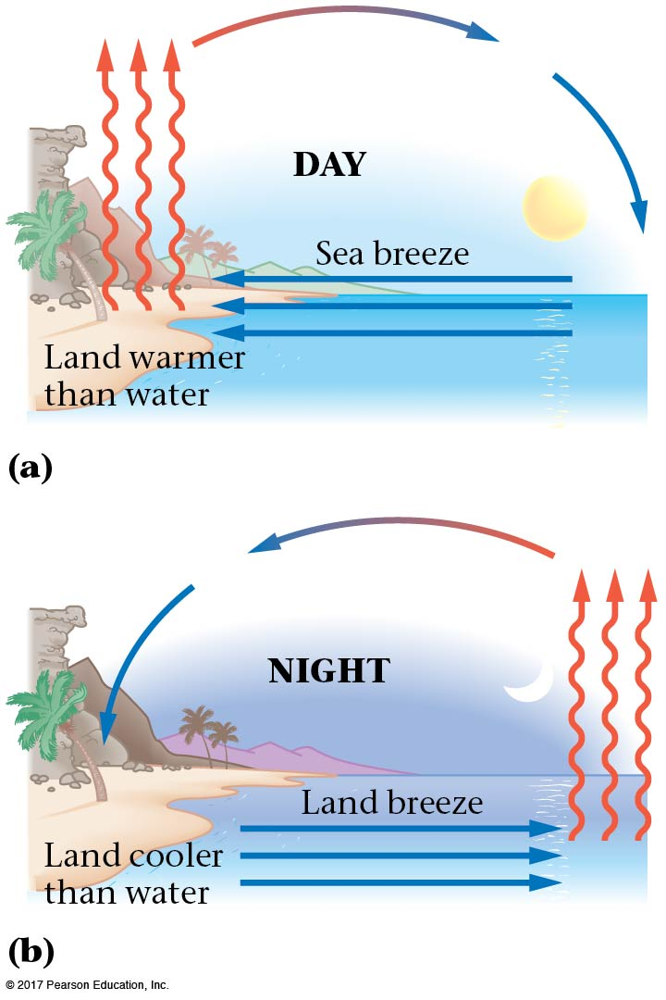 DAY
Sea breeze
Land warmer
than water
(a)
NIGHT
Land breeze
Land cooler
than water
(b)
© 2017 Pearson Education, Inc.